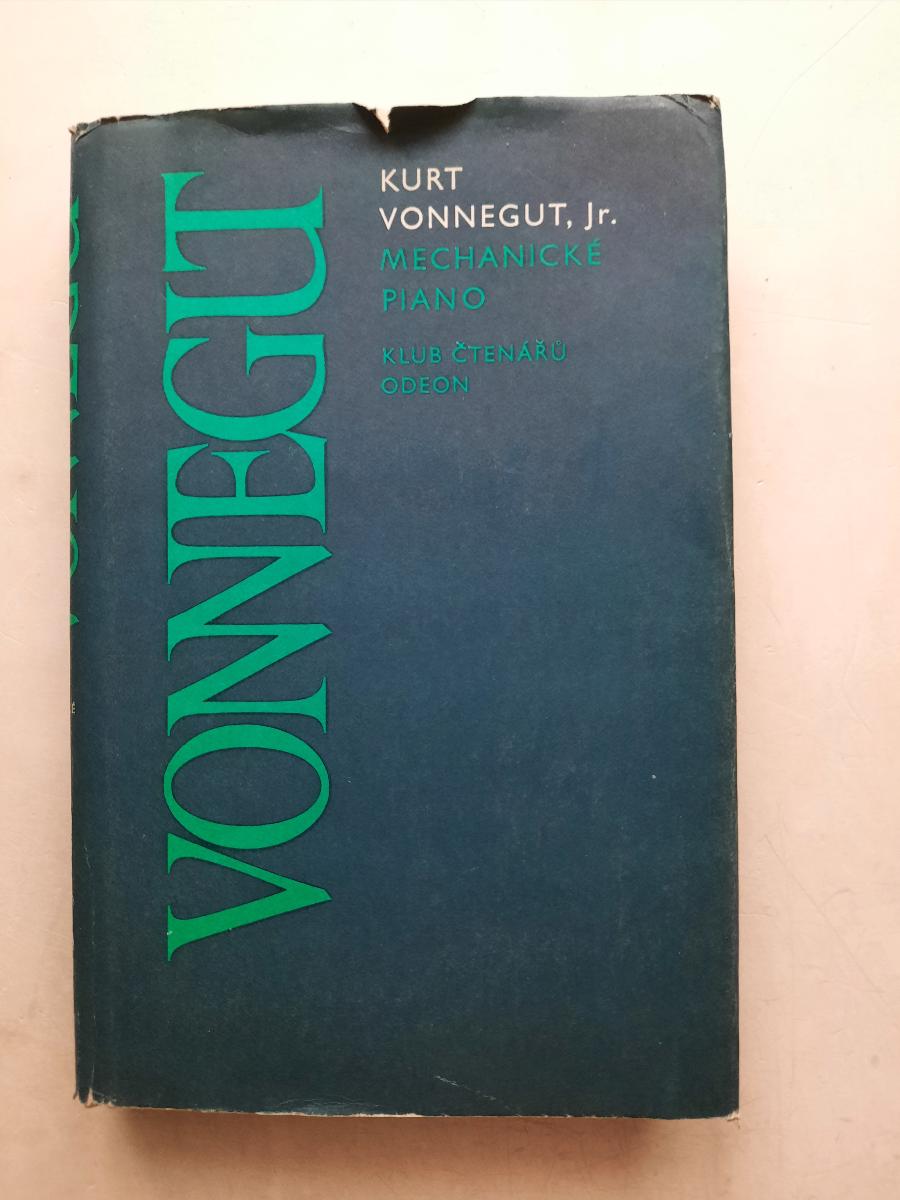 VONNEGUT
KURT
VONNEGUT, Jr.
MECHANICKÉ
PIANO
KLUB ČTENÁŘŮ
ODEON